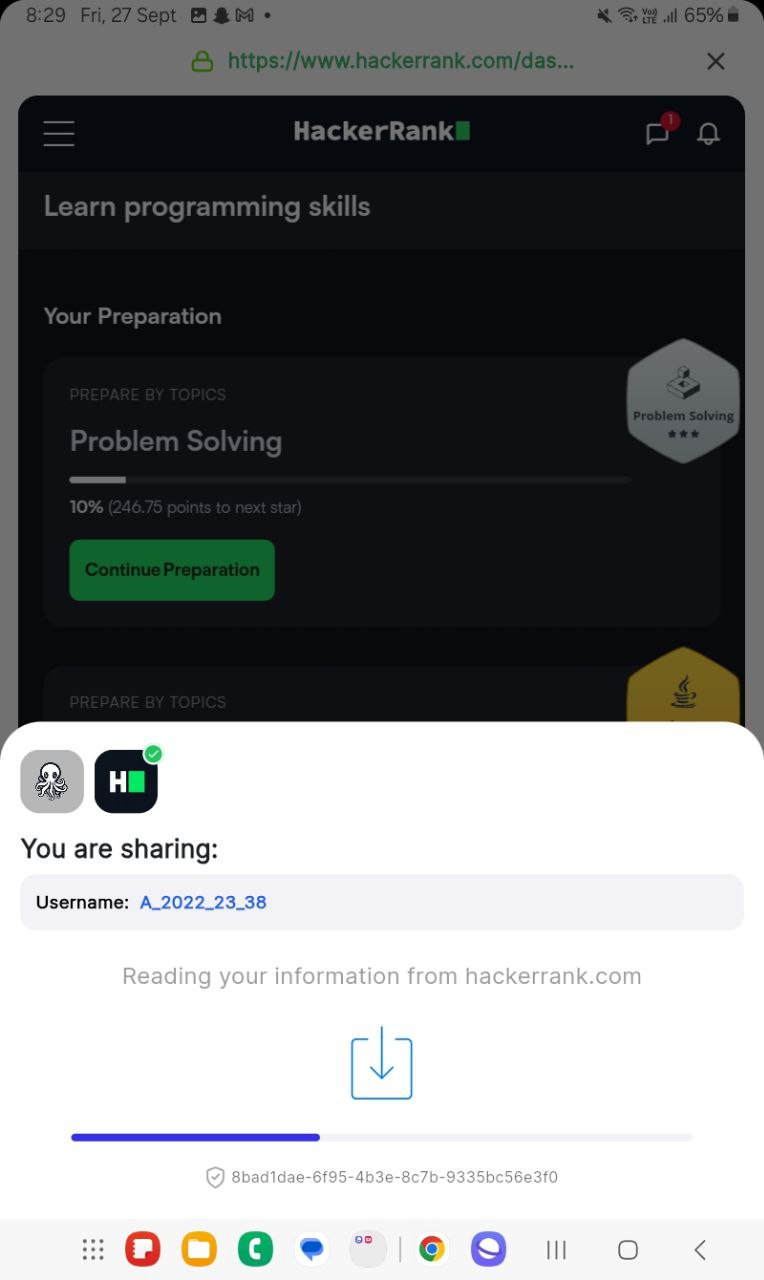 8:29 Fri, 27 Sept
Vo) LTE 65%
https://www.hackerrank.com/das...
HackerRank
1
Learn programming skills
Your Preparation
PREPARE BY TOPICS
Problem Solving
Problem Solving
10% (246.75 points to next star)
Continue Preparation
PREPARE BY TOPICS
H
You are sharing:
Username: A_2022_23_38
Reading your information from hackerrank.com
8bad1dae-6f95-4b3e-8c7b-9335bc56e3f0